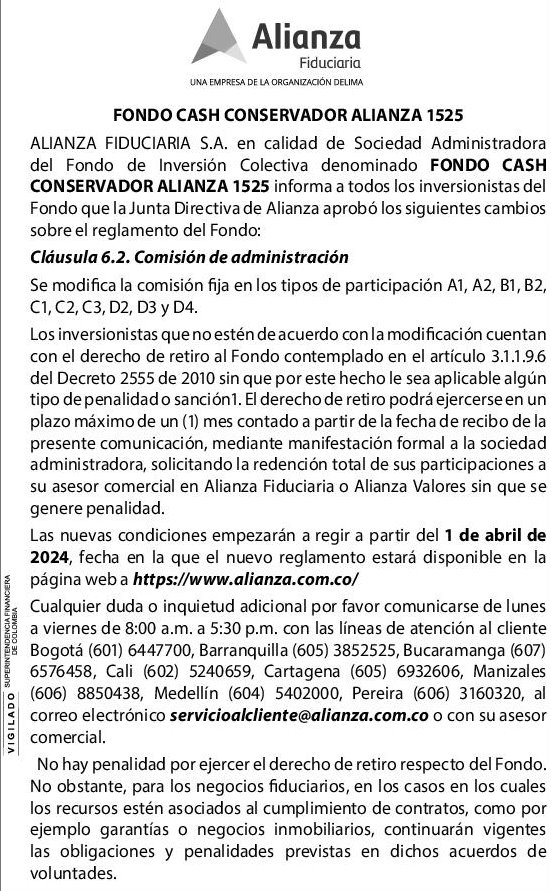 Alianza
Fiduciaria
UNA EMPRESA DE LA ORGANIZACIÓN DELIMA
FONDO CASH CONSERVADOR ALIANZA 1525
ALIANZA FIDUCIARIA S.A. en calidad de Sociedad Administradora
del Fondo de Inversión Colectiva denominado FONDO CASH
CONSERVADOR ALIANZA 1525 informa a todos los inversionistas del
Fondo que la Junta Directiva de Alianza aprobó los siguientes cambios
sobre el reglamento del Fondo:
Cláusula 6.2. Comisión de administración
Se modifica la comisión fija en los tipos de participación A1, A2, B1, B2,
C1, C2, C3, D2, D3 y D4.
Los inversionistas que no estén de acuerdo con la modificación cuentan
con el derecho de retiro al Fondo contemplado en el artículo 3.1.1.9.6
del Decreto 2555 de 2010 sin que por este hecho le sea aplicable algún
tipo de penalidad o sanción1. El derecho de retiro podrá ejercerse en un
plazo máximo de un (1) mes contado a partir de la fecha de recibo de la
presente comunicación, mediante manifestación formal a la sociedad
administradora, solicitando la redención total de sus participaciones a
su asesor comercial en Alianza Fiduciaria o Alianza Valores sin que se
genere penalidad.
Las nuevas condiciones empezarán a regir a partir del 1 de abril de
2024, fecha en la que el nuevo reglamento estará disponible en la
página web a https://www.alianza.com.co/
Cualquier duda o inquietud adicional por favor comunicarse de lunes
a viernes de 8:00 a.m. a 5:30 p.m. con las líneas de atención al cliente
Bogotá (601) 6447700, Barranquilla (605) 3852525, Bucaramanga (607)
6576458, Cali (602) 5240659, Cartagena (605) 6932606, Manizales
(606) 8850438, Medellín (604) 5402000, Pereira (606) 3160320, al
correo electrónico servicioalcliente@alianza.com.co o con su asesor
comercial.
No hay penalidad por ejercer el derecho de retiro respecto del Fondo.
No obstante, para los negocios fiduciarios, en los casos en los cuales
los recursos estén asociados al cumplimiento de contratos, como por
ejemplo garantías o negocios inmobiliarios, continuarán vigentes
las obligaciones y penalidades previstas en dichos acuerdos de
voluntades.
VIGILADO
SUPERINTENDENCIA FINANCIERA
DE COLOMBIA